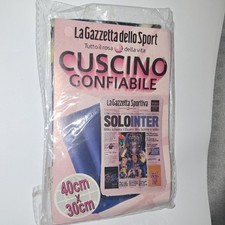 La Gazzetta dello Sport
Tutto il rosa della vita
CUSCINO
GONFIABILE
La Gazzetta Sportiva
SOLOINTER
40cm
x
30cm